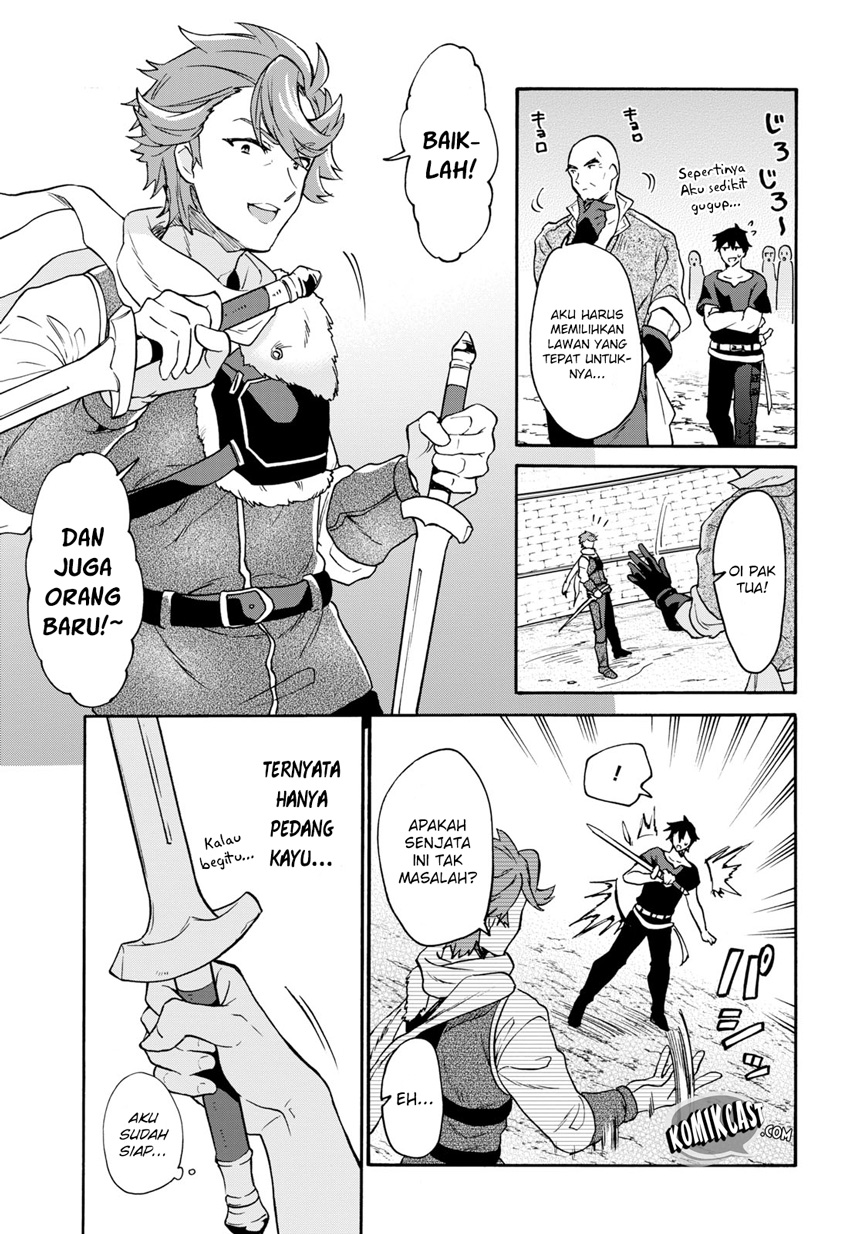 じろじろ〜
キョロ
キョロ
Sepertinya
Aku sedikit
gugup...
AKU HARUS
MEMILIHKAN
LAWAN YANG
TEPAT UNTUK-
NYA...
OI PAK
TUA!
BAIK-
LAH!
DAN
JUGA
ORANG
BARU!~
!
APAKAH
SENJATA
INI TAK
MASALAH?
パシッ
EH...
KOMIKCAST
.COM
TERNYATA
HANYA
PEDANG
KAYU...
Kalau
begitu...
AKU
SUDAH
SIAP...